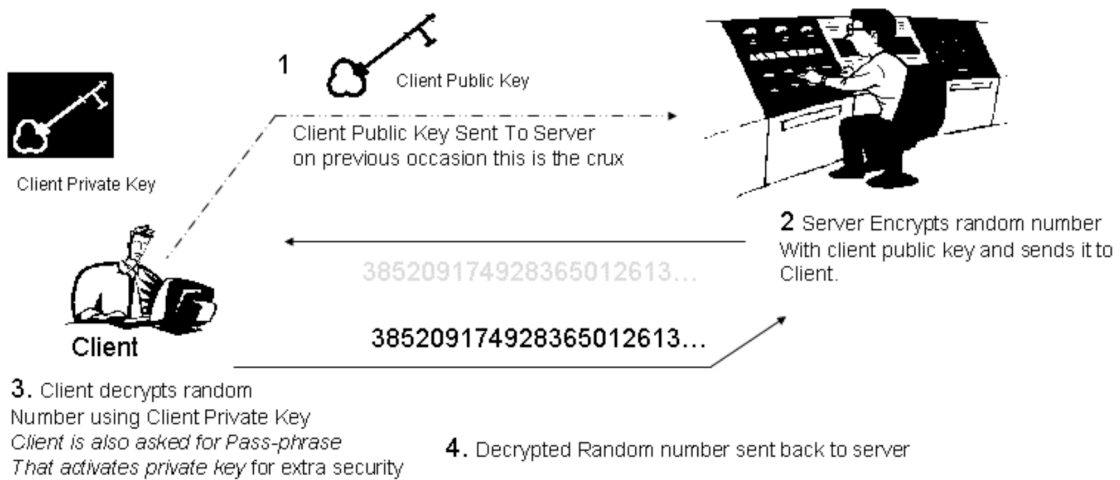 1
Client Public Key
Client Public Key Sent To Server
on previous occasion this is the crux
Client Private Key
2 Server Encrypts random number
With client public key and sends it to
Client.
385209174928365012613...
385209174928365012613...
Client
3. Client decrypts random
Number using Client Private Key
Client is also asked for Pass-phrase
That activates private key for extra security
4. Decrypted Random number sent back to server